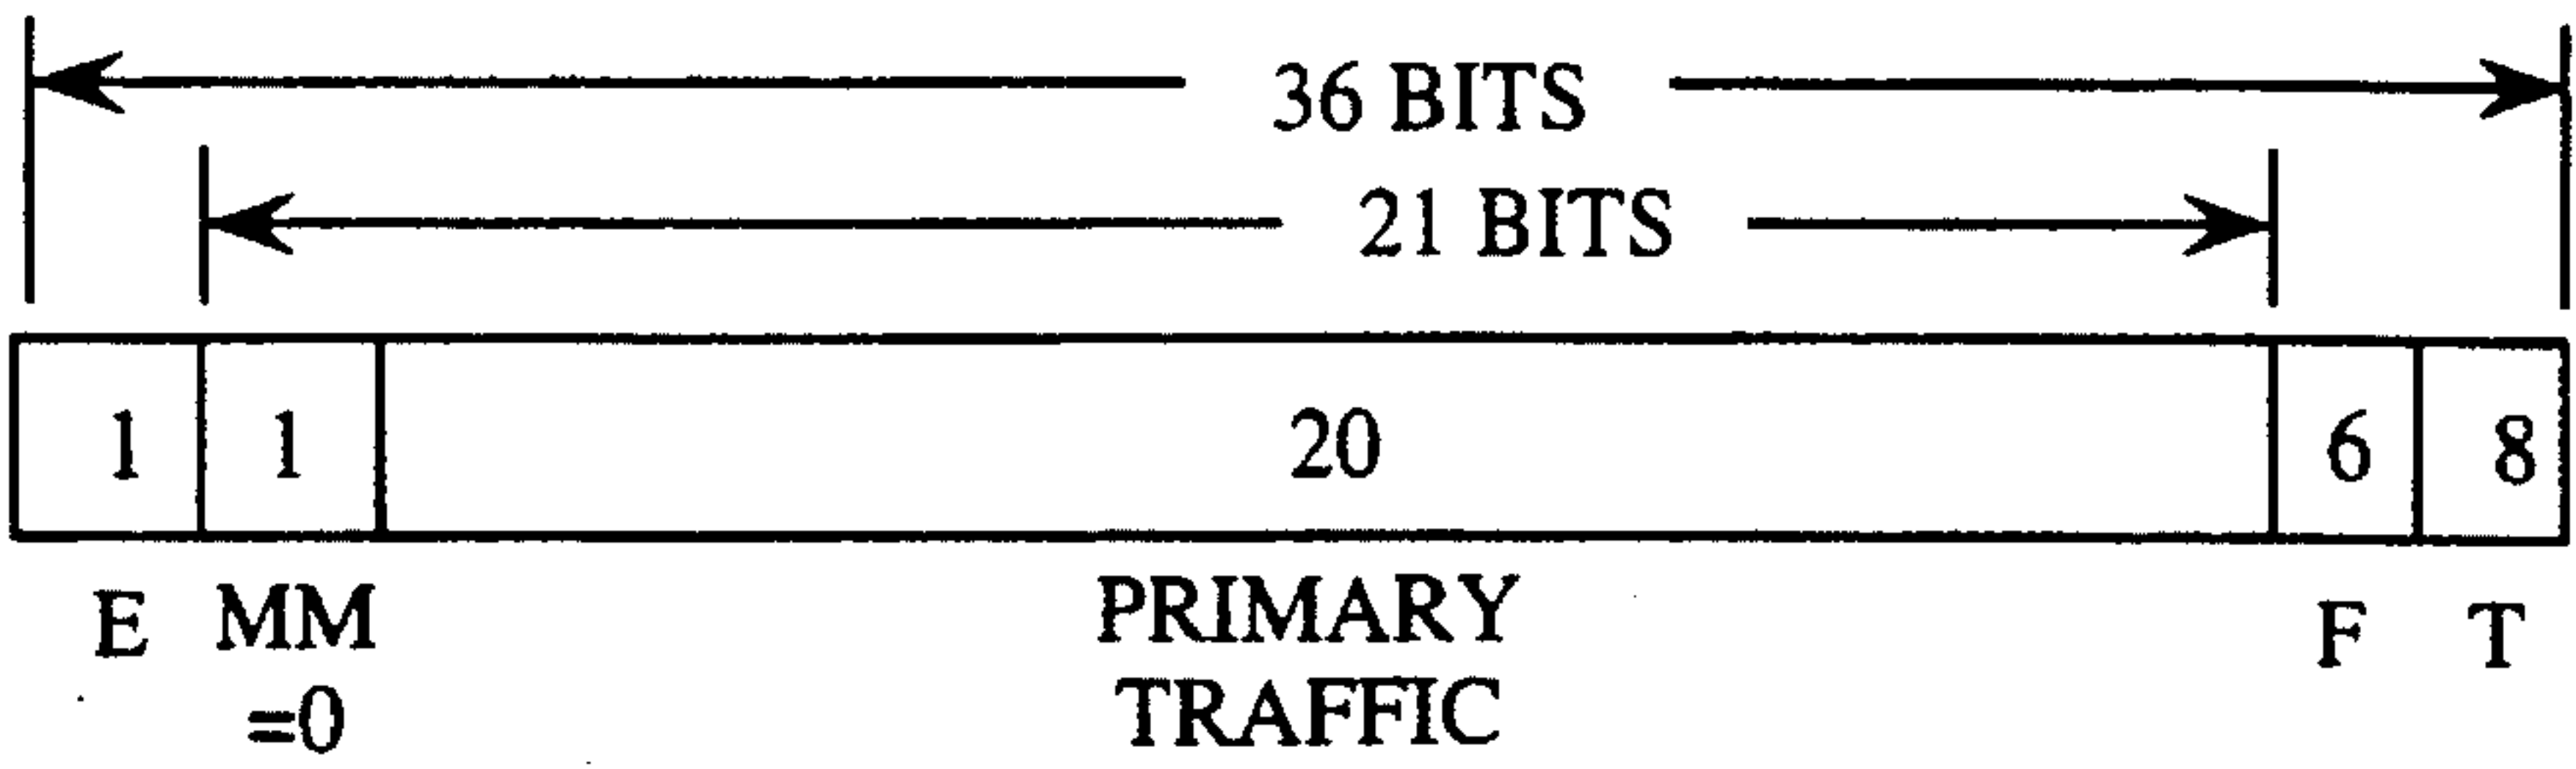 36 BITS
21 BITS
1 1 20 6 8
E MM PRIMARY F T
=0 TRAFFIC